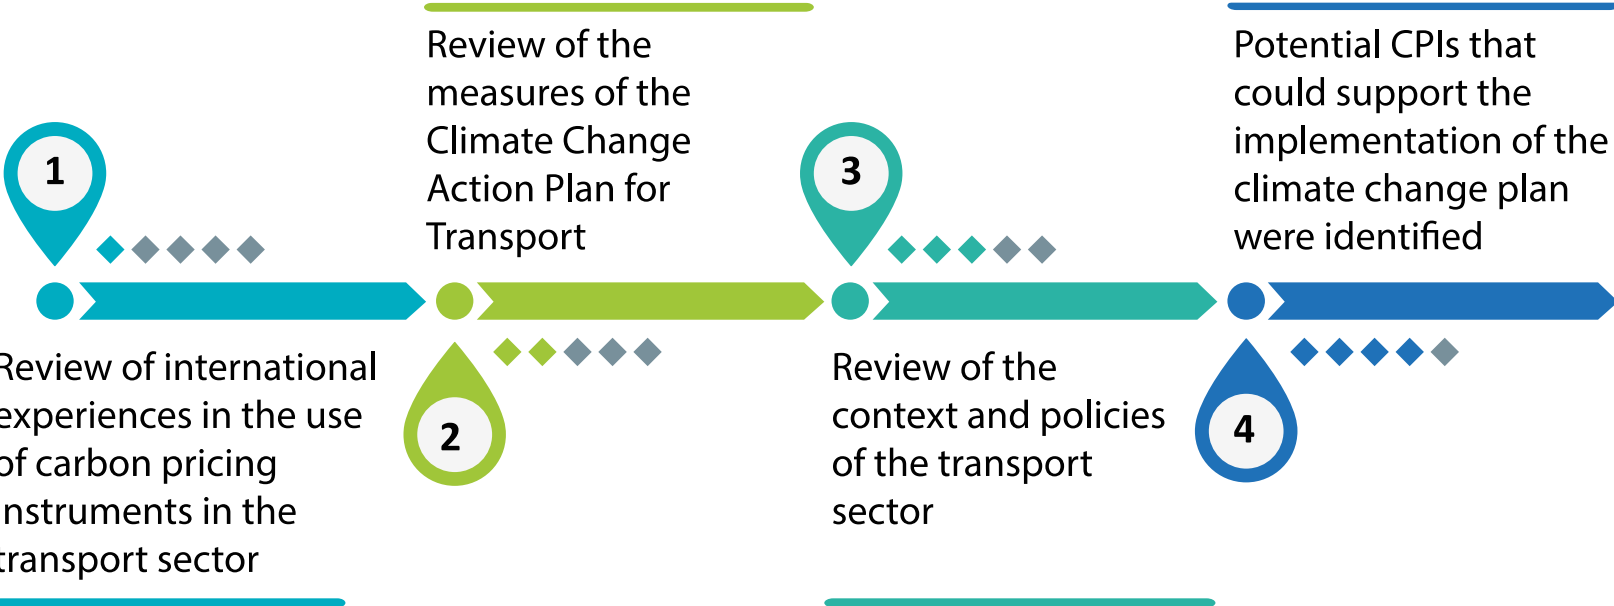 1
Review of international
experiences in the use
of carbon pricing
instruments in the
transport sector
2
Review of the
measures of the
Climate Change
Action Plan for
Transport
3
Review of the
context and policies
of the transport
sector
4
Potential CPIs that
could support the
implementation of the
climate change plan
were identified